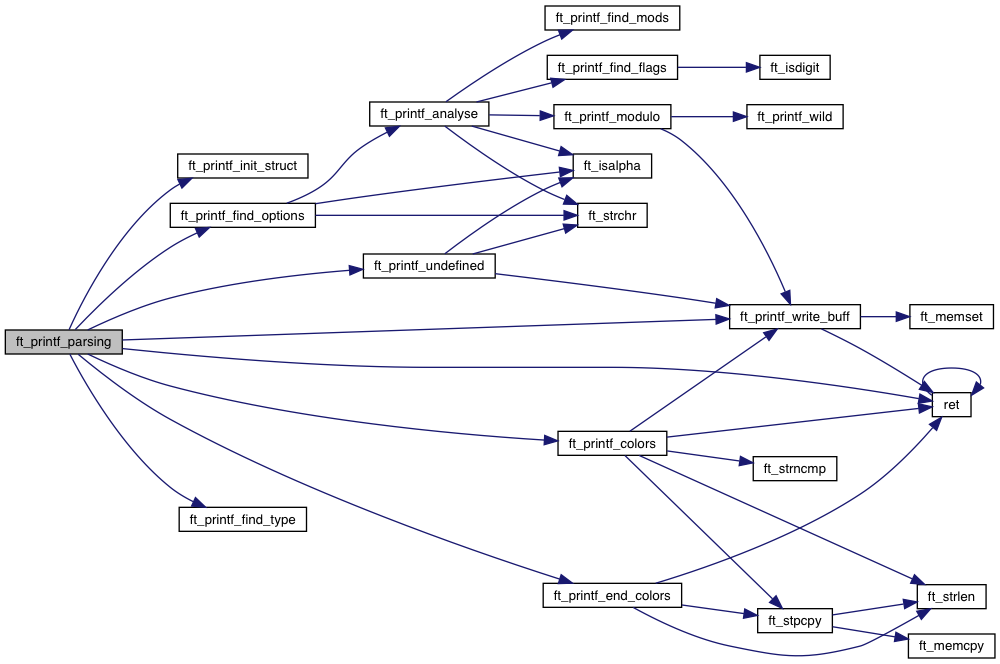 ft_printf_find_mods
ft_printf_find_flags
ft_isdigit
ft_printf_analyse
ft_printf_modulo
ft_printf_wild
ft_printf_init_struct
ft_isalpha
ft_printf_find_options
ft_strchr
ft_printf_undefined
ft_printf_write_buff
ft_memset
ft_printf_parsing
ret
ft_printf_colors
ft_strncmp
ft_printf_find_type
ft_printf_end_colors
ft_strlen
ft_stpcpy
ft_memcpy